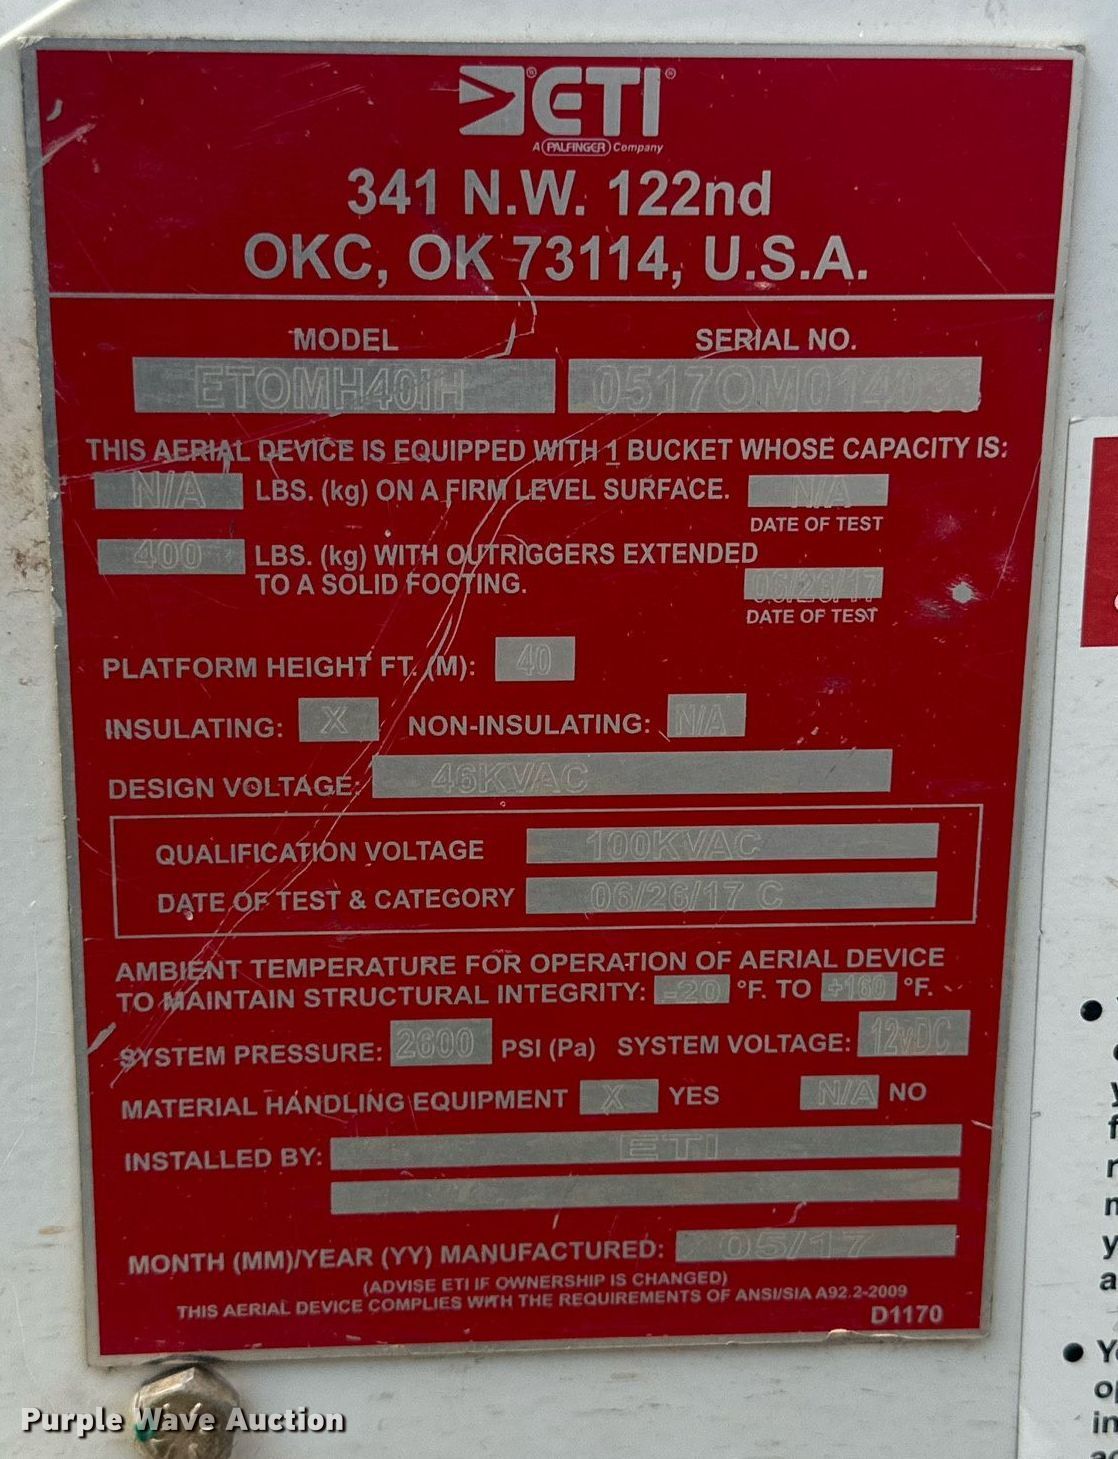 ETI
A PALFINGER Company
341 N.W. 122nd
OKC, OK 73114, U.S.A.
MODEL SERIAL NO.
ETOMH40IH
THIS AERIAL DEVICE IS EQUIPPED WITH 1 BUCKET WHOSE CAPACITY IS:
N/A LBS. (kg) ON A FIRM LEVEL SURFACE. N/A
DATE OF TEST
400 LBS. (kg) WITH OUTRIGGERS EXTENDED
TO A SOLID FOOTING. 06/26/17
DATE OF TEST
PLATFORM HEIGHT FT. (M): 40
INSULATING: X NON-INSULATING: N/A
DESIGN VOLTAGE: 46KVAC
QUALIFICATION VOLTAGE 100KVAC
DATE OF TEST & CATEGORY 06/26/17 C
AMBIENT TEMPERATURE FOR OPERATION OF AERIAL DEVICE
TO MAINTAIN STRUCTURAL INTEGRITY: -20 °F. TO +160 °F.
SYSTEM PRESSURE: 2600 PSI (Pa) SYSTEM VOLTAGE: 12vDC
MATERIAL HANDLING EQUIPMENT X YES N/A NO
INSTALLED BY: ETI
MONTH (MM)/YEAR (YY) MANUFACTURED: 05/17
(ADVISE ETI IF OWNERSHIP IS CHANGED)
THIS AERIAL DEVICE COMPLIES WITH THE REQUIREMENTS OF ANSI/SIA A92.2-2009
D1170
Purple Wave Auction